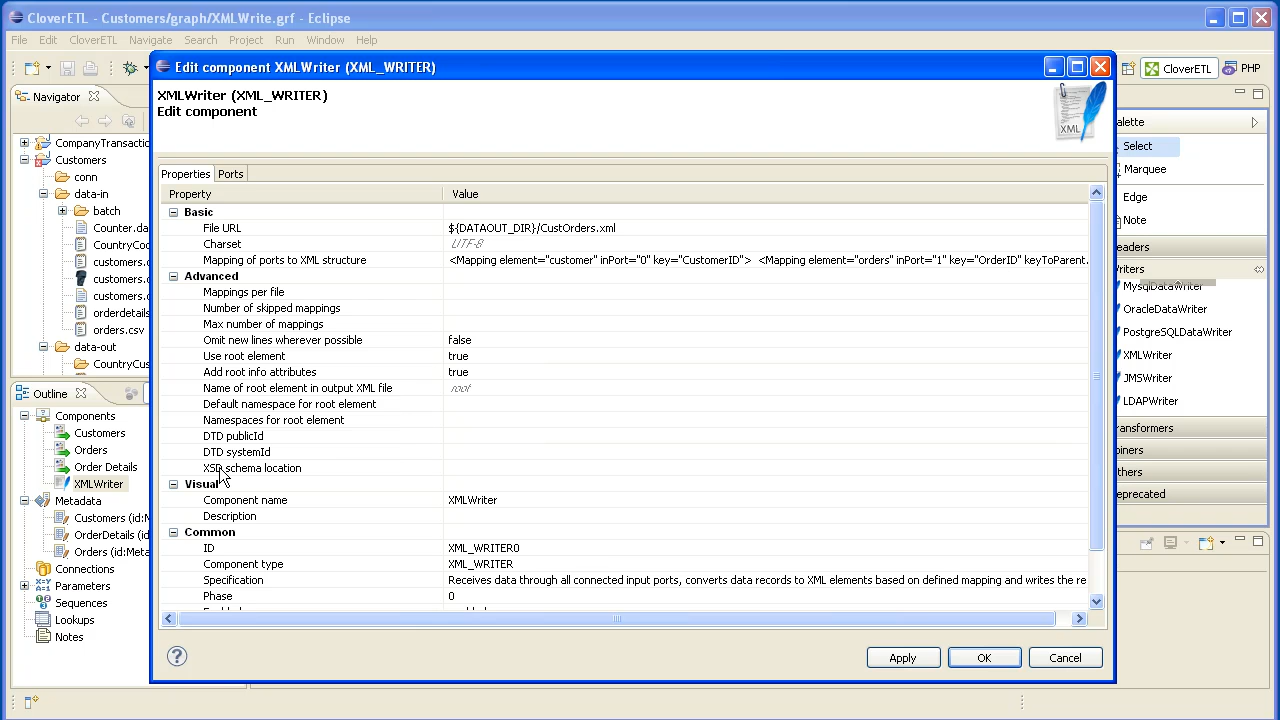 CloverETL - Customers/graph/XMLWrite.grf - Eclipse
File Edit CloverETL Navigate Search Project Run Window Help
CloverETL PHP
Navigator
CompanyTransactio
Customers
conn
data-in
batch
Counter.da
CountryCod
customers.c
customers.c
customers.c
orderdetails
orders.csv
data-out
CountryCus
Outline
Components
Customers
Orders
Order Details
XMLWriter
Metadata
Customers (id:M
OrderDetails (id
Orders (id:Meta
Connections
Parameters
Sequences
Lookups
Notes
Edit component XMLWriter (XML_WRITER)
XMLWriter (XML_WRITER)
Edit component
XML
Properties Ports
Property Value
Basic
File URL ${DATAOUT_DIR}/CustOrders.xml
Charset UTF-8
Mapping of ports to XML structure <Mapping element="customer" inPort="0" key="CustomerID"> <Mapping element="orders" inPort="1" key="OrderID" keyToParent.
Advanced
Mappings per file
Number of skipped mappings
Max number of mappings
Omit new lines wherever possible false
Use root element true
Add root info attributes true
Name of root element in output XML file root
Default namespace for root element
Namespaces for root element
DTD publicId
DTD systemId
XSD schema location
Visual
Component name XMLWriter
Description
Common
ID XML_WRITER0
Component type XML_WRITER
Specification Receives data through all connected input ports, converts data records to XML elements based on defined mapping and writes the re
Phase 0
Apply OK Cancel
alette
Select
Marquee
Edge
Note
eaders
riters
MysqlDataWriter
OracleDataWriter
PostgreSQLDataWriter
XMLWriter
JMSWriter
LDAPWriter
ransformers
oiners
thers
eprecated